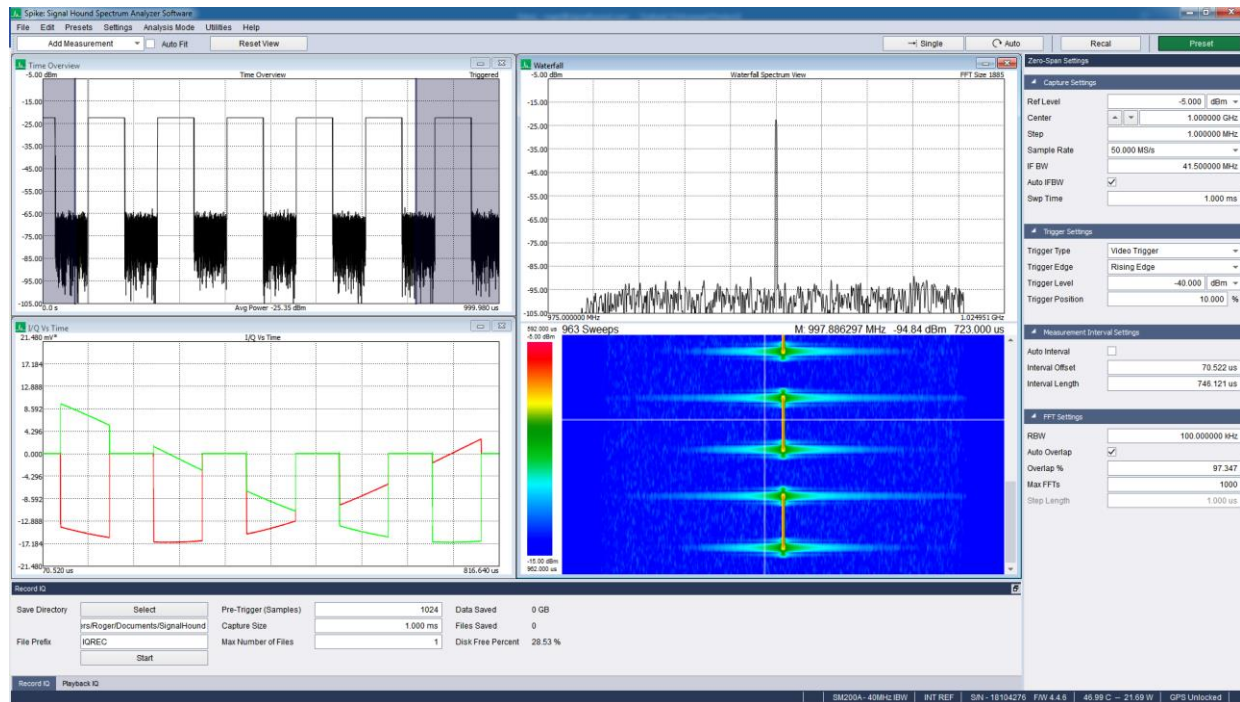 Spike: Signal Hound Spectrum Analyzer Software
File Edit Presets Settings Analysis Mode Utilities Help
Add Measurement Auto Fit Reset View Single Auto Recal Preset
Time Overview
-5.00 dBm Time Overview Triggered
-15.00
-25.00
-35.00
-45.00
-55.00
-65.00
-75.00
-85.00
-95.00
-105.00
0.0 s Avg Power -25.35 dBm 999.980 us
I/Q Vs Time
21.480 mV* I/Q Vs Time
17.184
12.888
8.592
4.296
0.000
-4.296
-8.592
-12.888
-17.184
-21.480
70.520 us 816.640 us
Waterfall
-5.00 dBm Waterfall Spectrum View FFT Size 1885
-15.00
-25.00
-35.00
-45.00
-55.00
-65.00
-75.00
-85.00
-95.00
-105.00
975.000000 MHz 1.024951 GHz
592.000 us 963 Sweeps M: 997.886297 MHz -94.84 dBm 723.000 us
-5.00 dBm
-15.00 dBm
962.000 us
Zero-Span Settings
Capture Settings
Ref Level -5.000 dBm
Center 1.000000 GHz
Step 1.000000 MHz
Sample Rate 50.000 MS/s
IF BW 41.500000 MHz
Auto IFBW
Swp Time 1.000 ms
Trigger Settings
Trigger Type Video Trigger
Trigger Edge Rising Edge
Trigger Level -40.000 dBm
Trigger Position 10.000 %
Measurement Interval Settings
Auto Interval
Interval Offset 70.522 us
Interval Length 746.121 us
FFT Settings
RBW 100.000000 kHz
Auto Overlap
Overlap % 97.347
Max FFTs 1000
Step Length 1.000 us
Record IQ
Save Directory Select Pre-Trigger (Samples) 1024 Data Saved 0 GB
ers/Roger/Documents/SignalHound Capture Size 1.000 ms Files Saved 0
File Prefix IQREC Max Number of Files 1 Disk Free Percent 28.53 %
Start
Record IQ Playback IQ
SM200A - 40MHz IBW INT REF S/N - 18104276 F/W 4.4.6 46.99 C -- 21.69 W GPS Unlocked